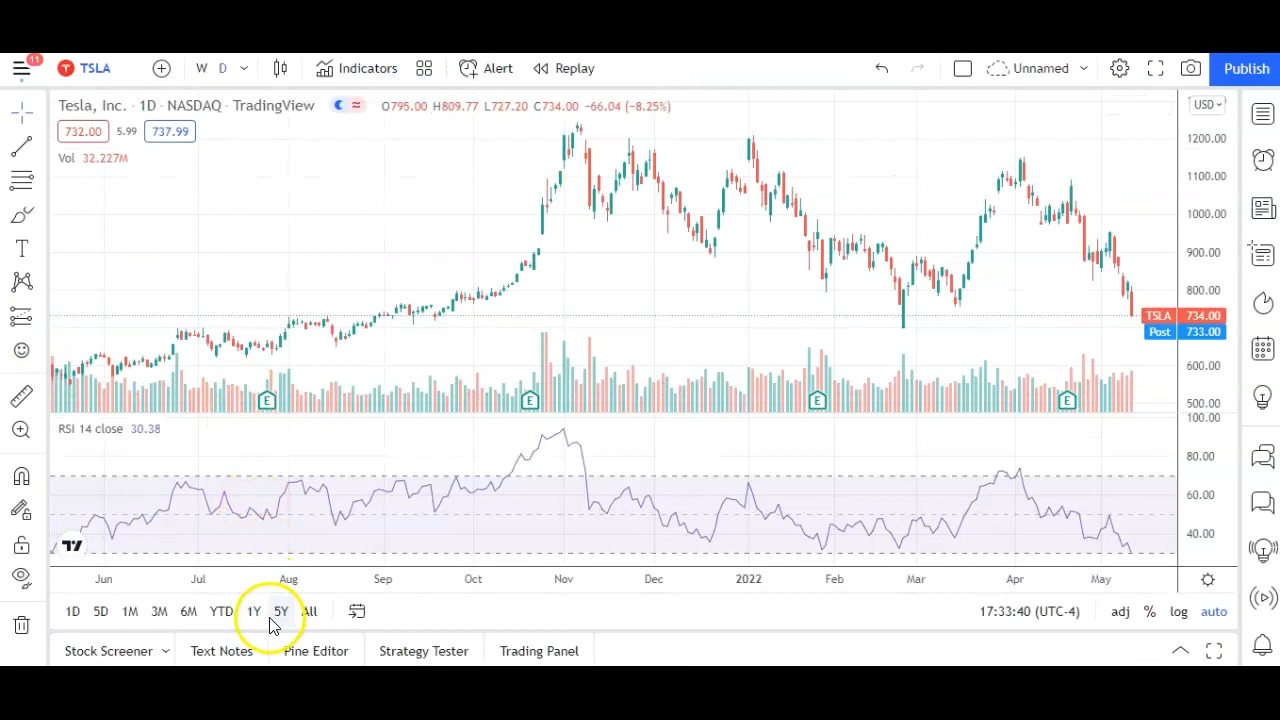 11
TSLA
W D
Indicators
Alert
Replay
Unnamed
Publish
Tesla, Inc. · 1D · NASDAQ · TradingView
O795.00 H809.77 L727.20 C734.00 -66.04 (-8.25%)
USD
732.00 5.99 737.99
Vol 32.227M
1200.00
1100.00
1000.00
900.00
800.00
TSLA 734.00
Post 733.00
600.00
500.00
E E E E
100.00
RSI 14 close 30.38
80.00
60.00
40.00
Jun Jul Aug Sep Oct Nov Dec 2022 Feb Mar Apr May
1D 5D 1M 3M 6M YTD 1Y 5Y All
17:33:40 (UTC-4) adj % log auto
Stock Screener Text Notes Pine Editor Strategy Tester Trading Panel